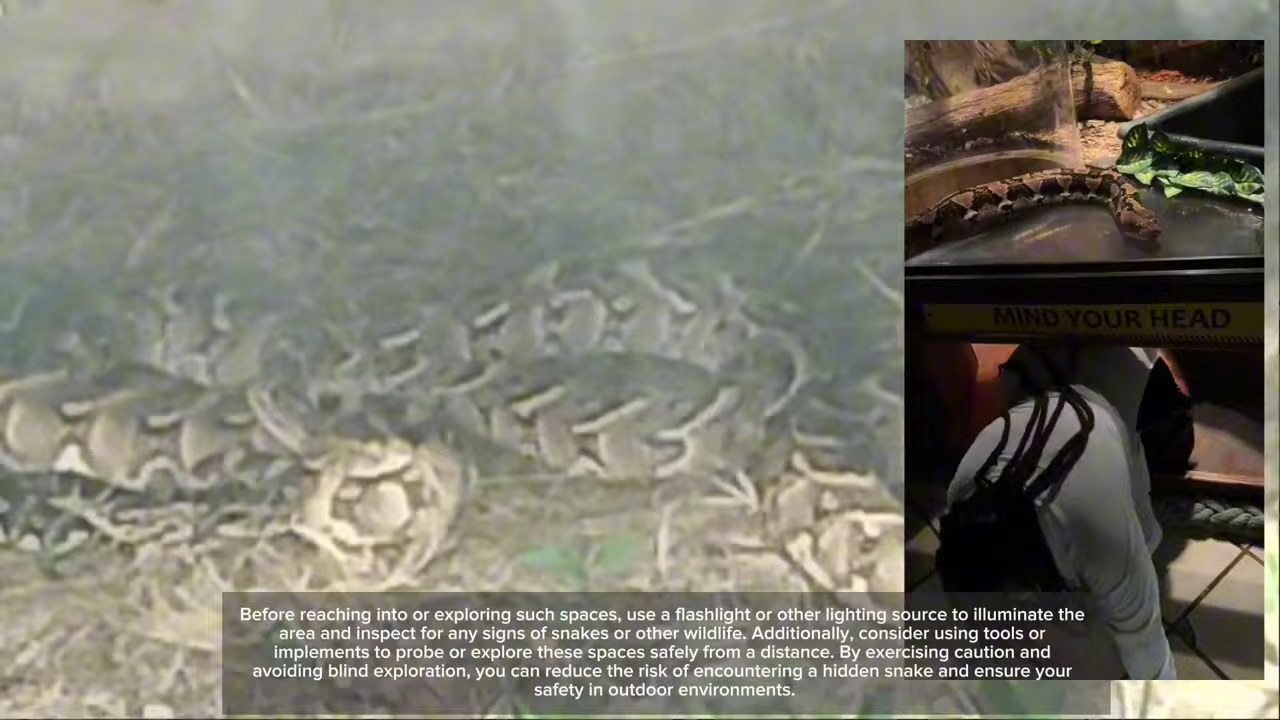 MIND YOUR HEAD
Before reaching into or exploring such spaces, use a flashlight or other lighting source to illuminate the
area and inspect for any signs of snakes or other wildlife. Additionally, consider using tools or
implements to probe or explore these spaces safely from a distance. By exercising caution and
avoiding blind exploration, you can reduce the risk of encountering a hidden snake and ensure your
safety in outdoor environments.